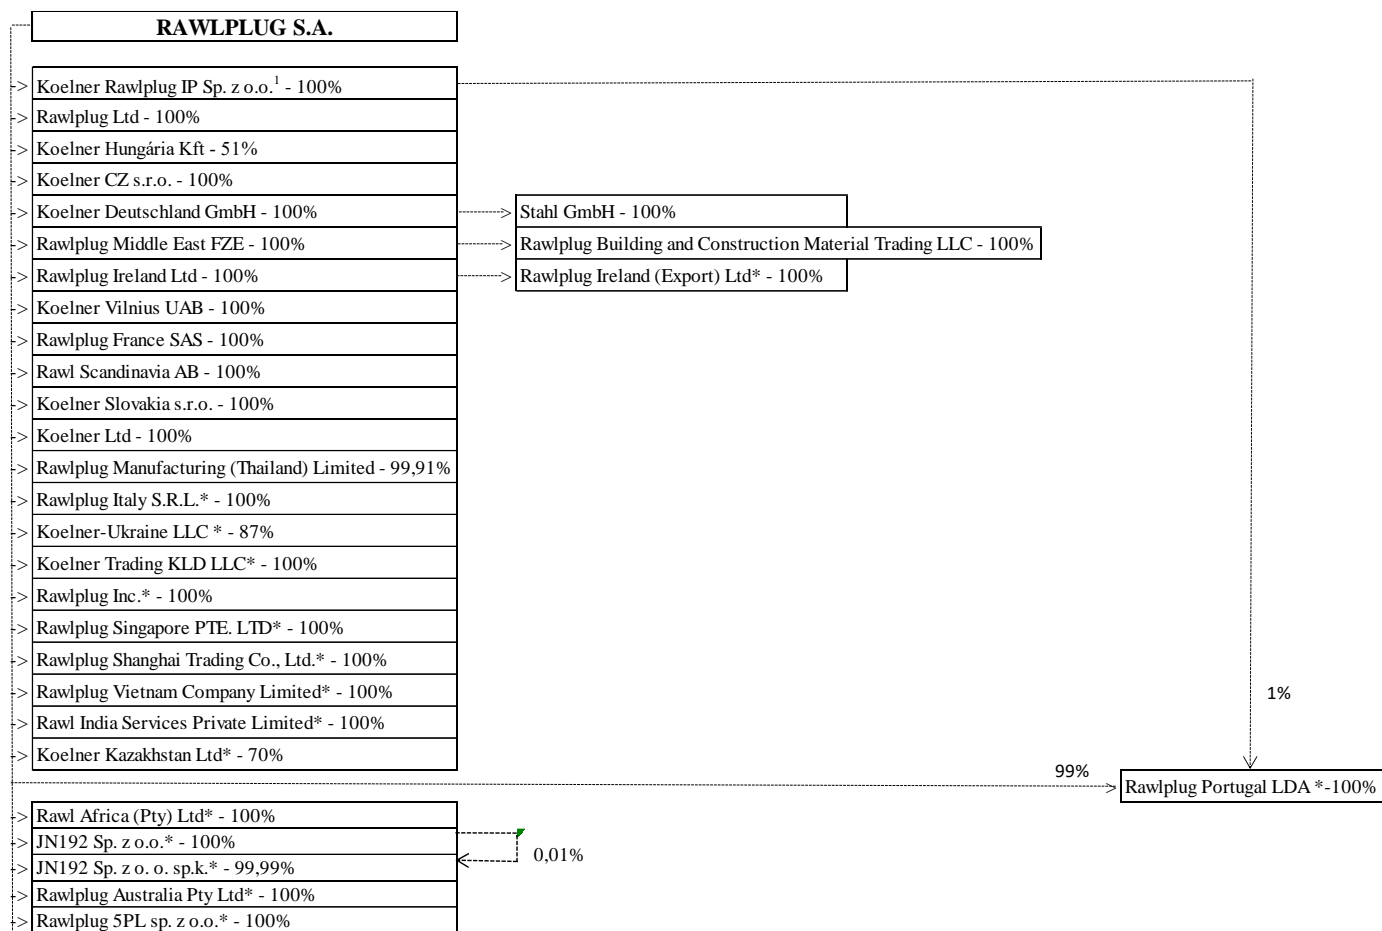 RAWLPLUG S.A.
-> Koelner Rawlplug IP Sp. z o.o.1 - 100%
-> Rawlplug Ltd - 100%
-> Koelner Hungária Kft - 51%
-> Koelner CZ s.r.o. - 100%
-> Koelner Deutschland GmbH - 100% -> Stahl GmbH - 100%
-> Rawlplug Middle East FZE - 100% -> Rawlplug Building and Construction Material Trading LLC - 100%
-> Rawlplug Ireland Ltd - 100% -> Rawlplug Ireland (Export) Ltd* - 100%
-> Koelner Vilnius UAB - 100%
-> Rawlplug France SAS - 100%
-> Rawl Scandinavia AB - 100%
-> Koelner Slovakia s.r.o. - 100%
-> Koelner Ltd - 100%
-> Rawlplug Manufacturing (Thailand) Limited - 99,91%
-> Rawlplug Italy S.R.L.* - 100%
-> Koelner-Ukraine LLC * - 87%
-> Koelner Trading KLD LLC* - 100%
-> Rawlplug Inc.* - 100%
-> Rawlplug Singapore PTE. LTD* - 100%
-> Rawlplug Shanghai Trading Co., Ltd.* - 100%
-> Rawlplug Vietnam Company Limited* - 100%
1%
-> Rawl India Services Private Limited* - 100%
-> Koelner Kazakhstan Ltd* - 70%
99%
> Rawlplug Portugal LDA *-100%
-> Rawl Africa (Pty) Ltd* - 100%
-> JN192 Sp. z o.o.* - 100%
0,01%
-> JN192 Sp. z o. o. sp.k.* - 99,99%
-> Rawlplug Australia Pty Ltd* - 100%
-> Rawlplug 5PL sp. z o.o.* - 100%